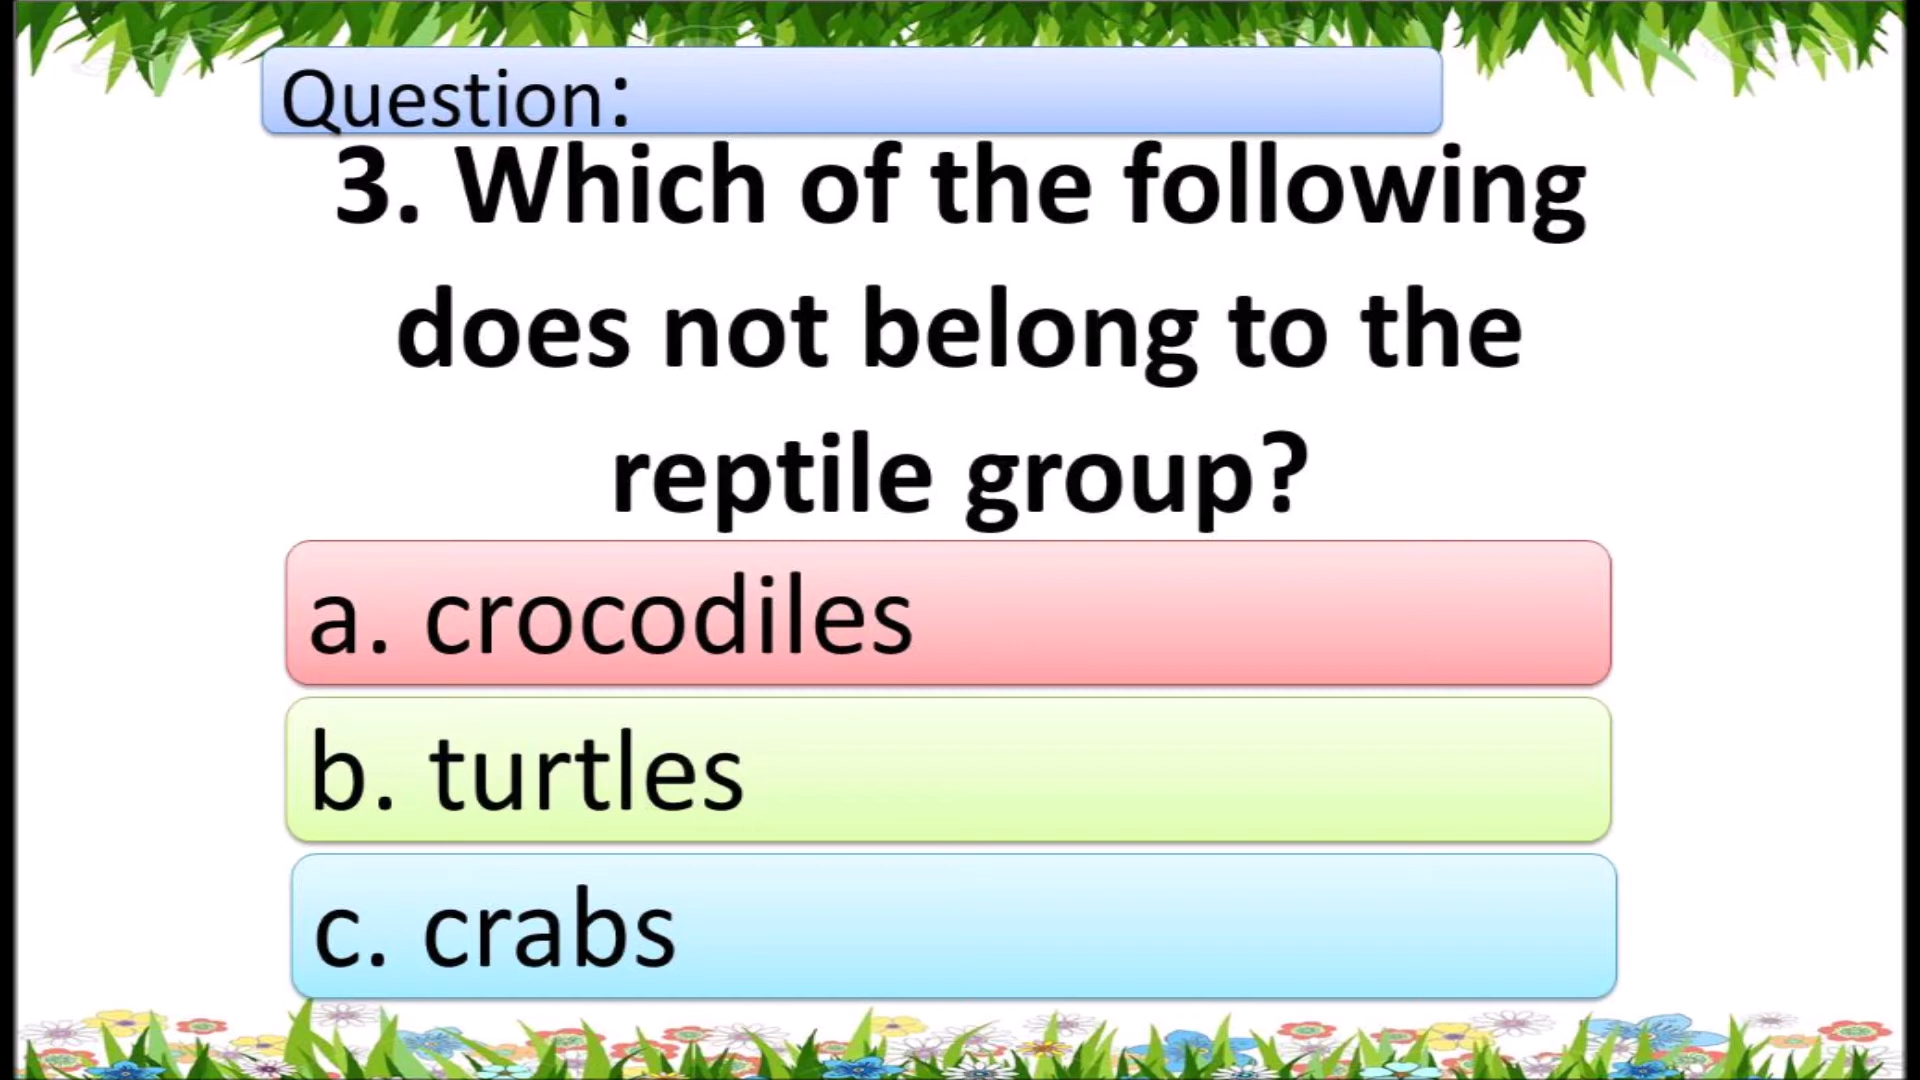 Question:
3. Which of the following
does not belong to the
reptile group?
a. crocodiles
b. turtles
c. crabs